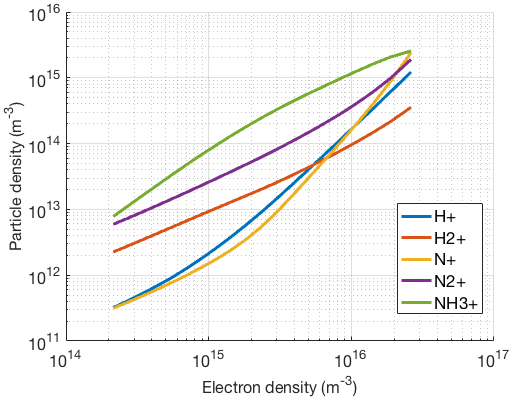 10^16
10^15
10^14
10^13
10^12
10^11
Particle density (m^-3)
10^14
10^15
10^16
10^17
Electron density (m^-3)
H+
H2+
N+
N2+
NH3+